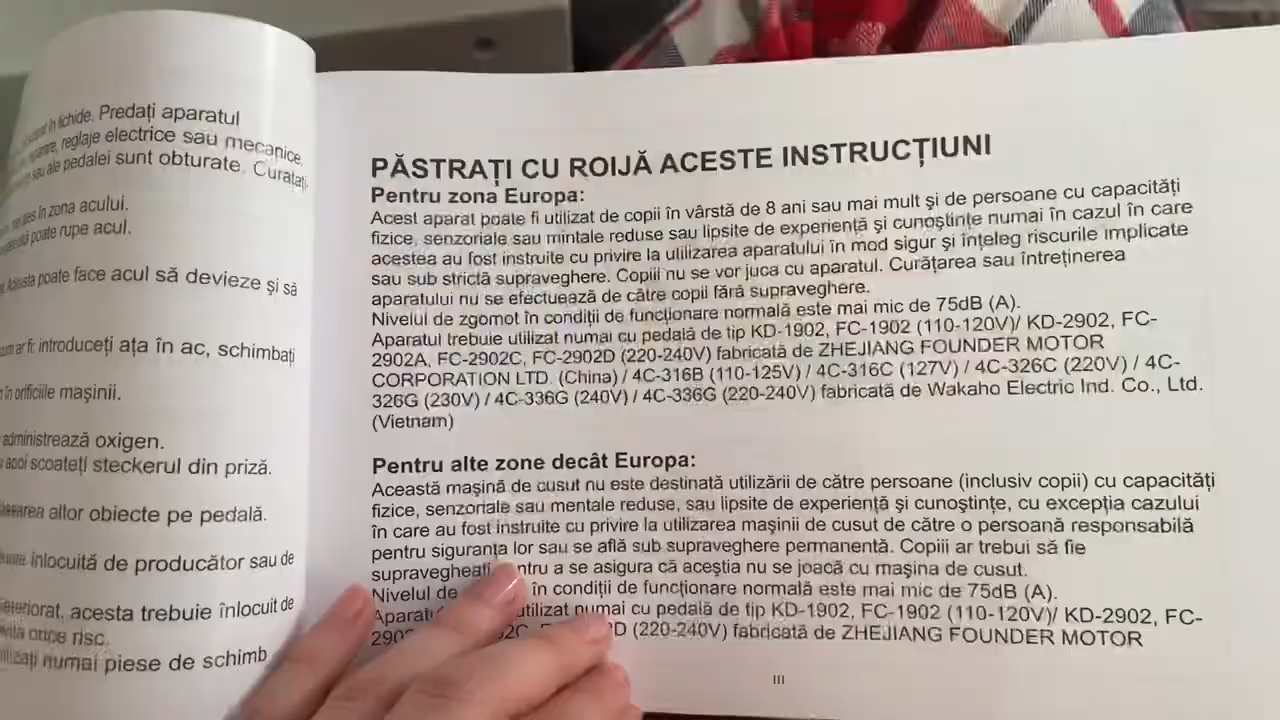 în lichide. Predați aparatul
reglaje electrice sau mecanice.
sau ale pedalei sunt obturate. Curatați
în zona acului.
poate rupe acul.
poate face acul să devieze și să
ar fi: introduceți ața în ac, schimbați
în orificiile mașinii.
administrează oxigen.
apoi scoateți steckerul din priză.
altor obiecte pe pedală.
înlocuită de producător sau de
acesta trebuie înlocuit de
orice risc.
numai piese de schimb
PĂSTRAȚI CU ROIJĂ ACESTE INSTRUCȚIUNI
Pentru zona Europa:
Acest aparat poate fi utilizat de copii în vârstă de 8 ani sau mai mult și de persoane cu capacități
fizice, senzoriale sau mintale reduse sau lipsite de experiență și cunoștințe numai în cazul în care
acestea au fost instruite cu privire la utilizarea aparatului în mod sigur și înțeleg riscurile implicate
sau sub strictă supraveghere. Copiii nu se vor juca cu aparatul. Curățarea sau întreținerea
aparatului nu se efectuează de către copii fără supraveghere.
Nivelul de zgomot în condiții de funcționare normală este mai mic de 75dB (A).
Aparatul trebuie utilizat numai cu pedală de tip KD-1902, FC-1902 (110-120V)/ KD-2902, FC-
2902A, FC-2902C, FC-2902D (220-240V) fabricată de ZHEJIANG FOUNDER MOTOR
CORPORATION LTD. (China) / 4C-316B (110-125V) / 4C-316C (127V) / 4C-326C (220V) / 4C-
326G (230V) / 4C-336G (240V) / 4C-336G (220-240V) fabricată de Wakaho Electric Ind. Co., Ltd.
(Vietnam)
Pentru alte zone decât Europa:
Această mașină de cusut nu este destinată utilizării de către persoane (inclusiv copii) cu capacități
fizice, senzoriale sau mentale reduse, sau lipsite de experiență și cunoștințe, cu excepția cazului
în care au fost instruite cu privire la utilizarea mașinii de cusut de către o persoană responsabilă
pentru siguranța lor sau se află sub supraveghere permanentă. Copiii ar trebui să fie
supravegheați a se asigura că aceștia nu se joacă cu mașina de cusut.
Nivelul de în condiții de funcționare normală este mai mic de 75dB (A).
numai cu pedală de tip KD-1902, FC-1902 (110-120V)/ KD-2902, FC-
(220-240V) fabricată de ZHEJIANG FOUNDER MOTOR
III